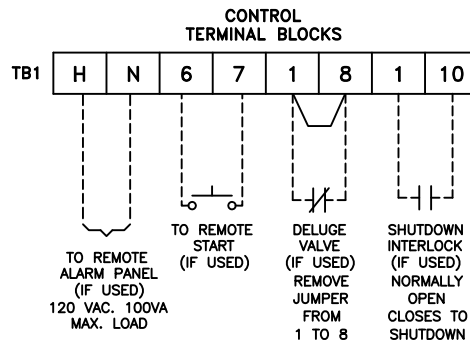 CONTROL
TERMINAL BLOCKS
TB1 H N 6 7 1 8 1 10
TO REMOTE
ALARM PANEL
(IF USED)
120 VAC. 100VA
MAX. LOAD
TO REMOTE
START
(IF USED)
DELUGE
VALVE
(IF USED)
REMOVE
JUMPER
FROM
1 TO 8
SHUTDOWN
INTERLOCK
(IF USED)
NORMALLY
OPEN
CLOSES TO
SHUTDOWN